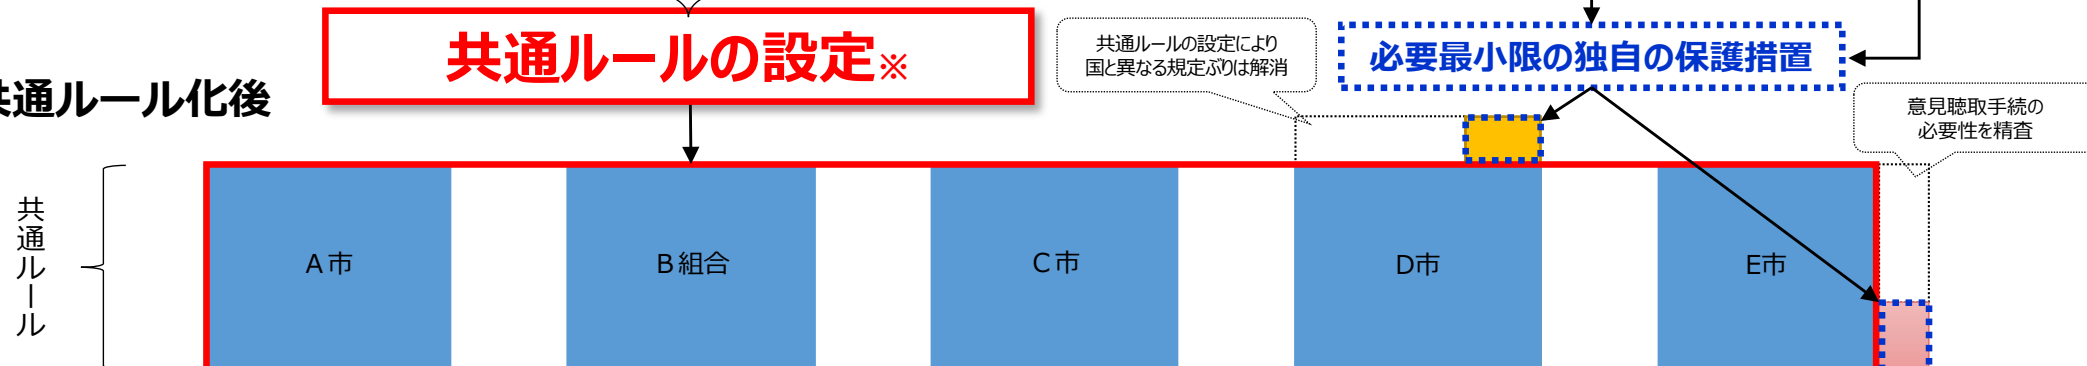 共通ルールの設定※
共通ルールの設定により
国と異なる規定ぶりは解消
必要最小限の独自の保護措置
共通ルール化後
意見聴取手続の
必要性を精査
共通ルール
A市
B組合
C市
D市
E市